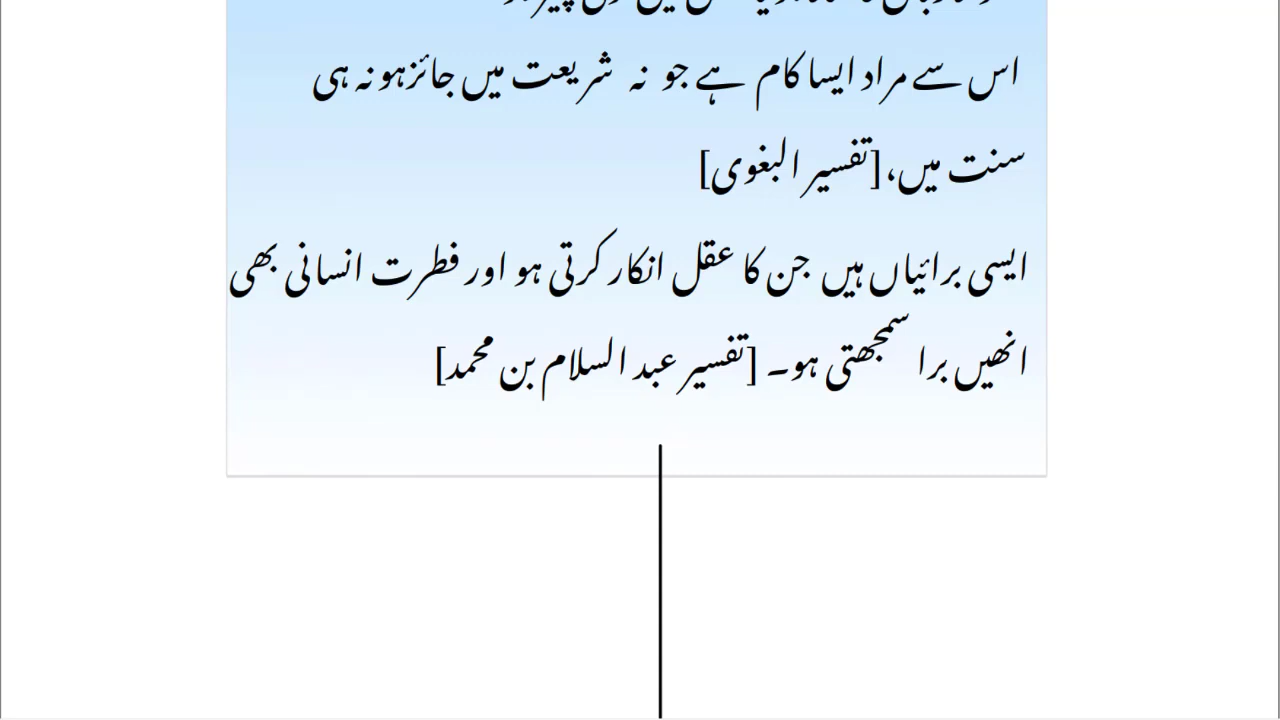 اس سے مراد ایسا کام ہے جو نہ شریعت میں جائز ہو نہ ہی
سنت میں، [تفسیر البغوی]
ایسی برائیاں ہیں جن کا عقل انکار کرتی ہو اور فطرت انسانی بھی
انھیں برا سمجھتی ہو۔ [تفسیر عبد السلام بن محمد]